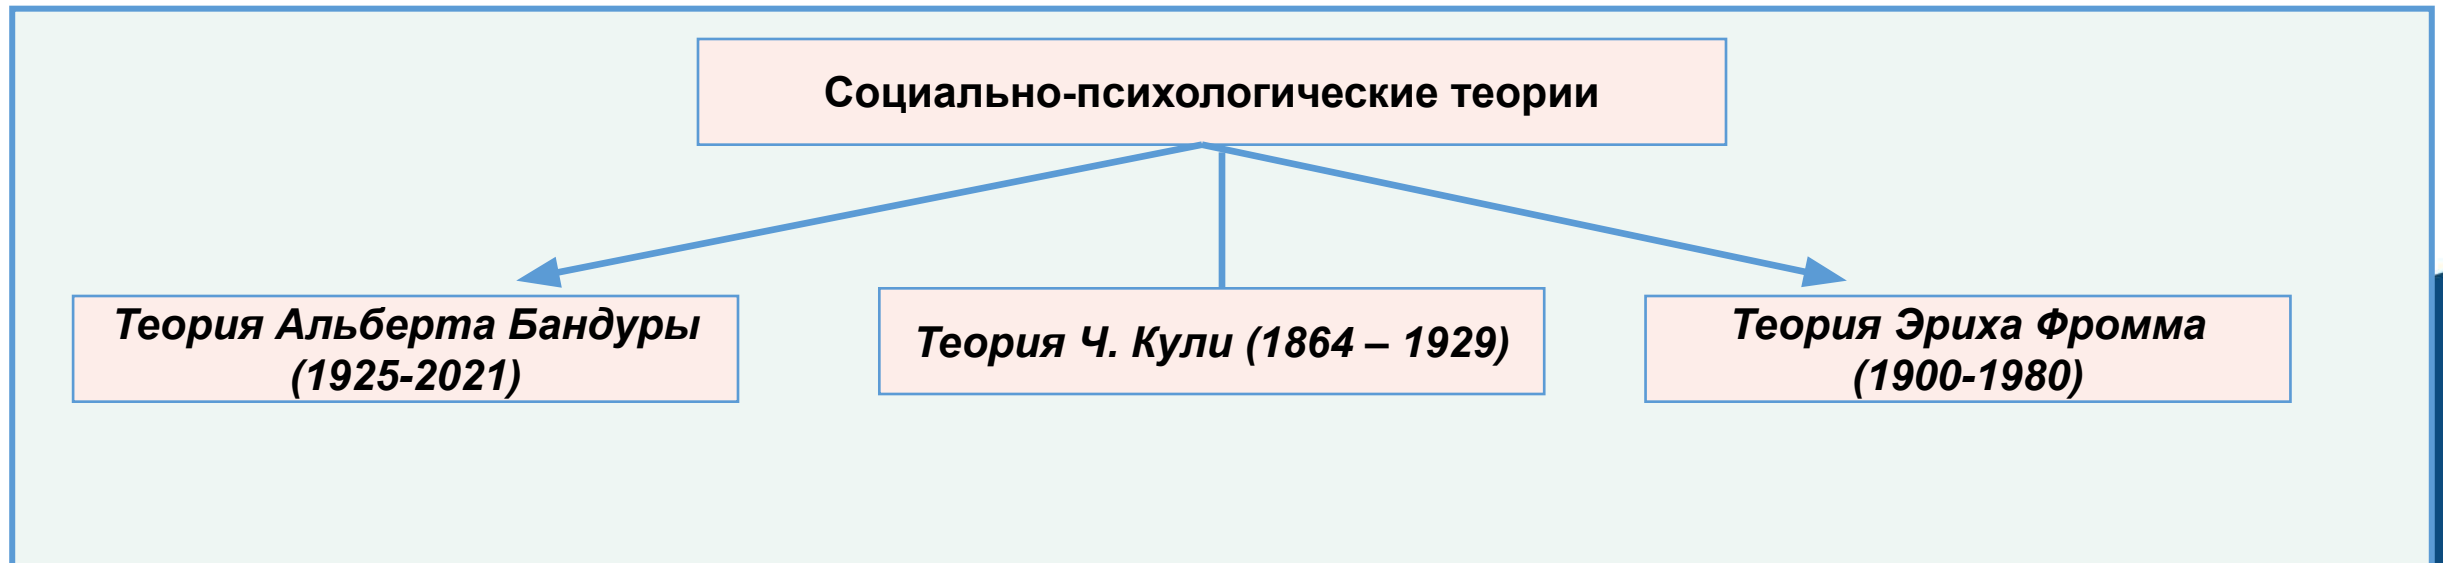 Социально-психологические теории
Теория Альберта Бандуры
(1925-2021)
Теория Ч. Кули (1864 – 1929)
Теория Эриха Фромма
(1900-1980)